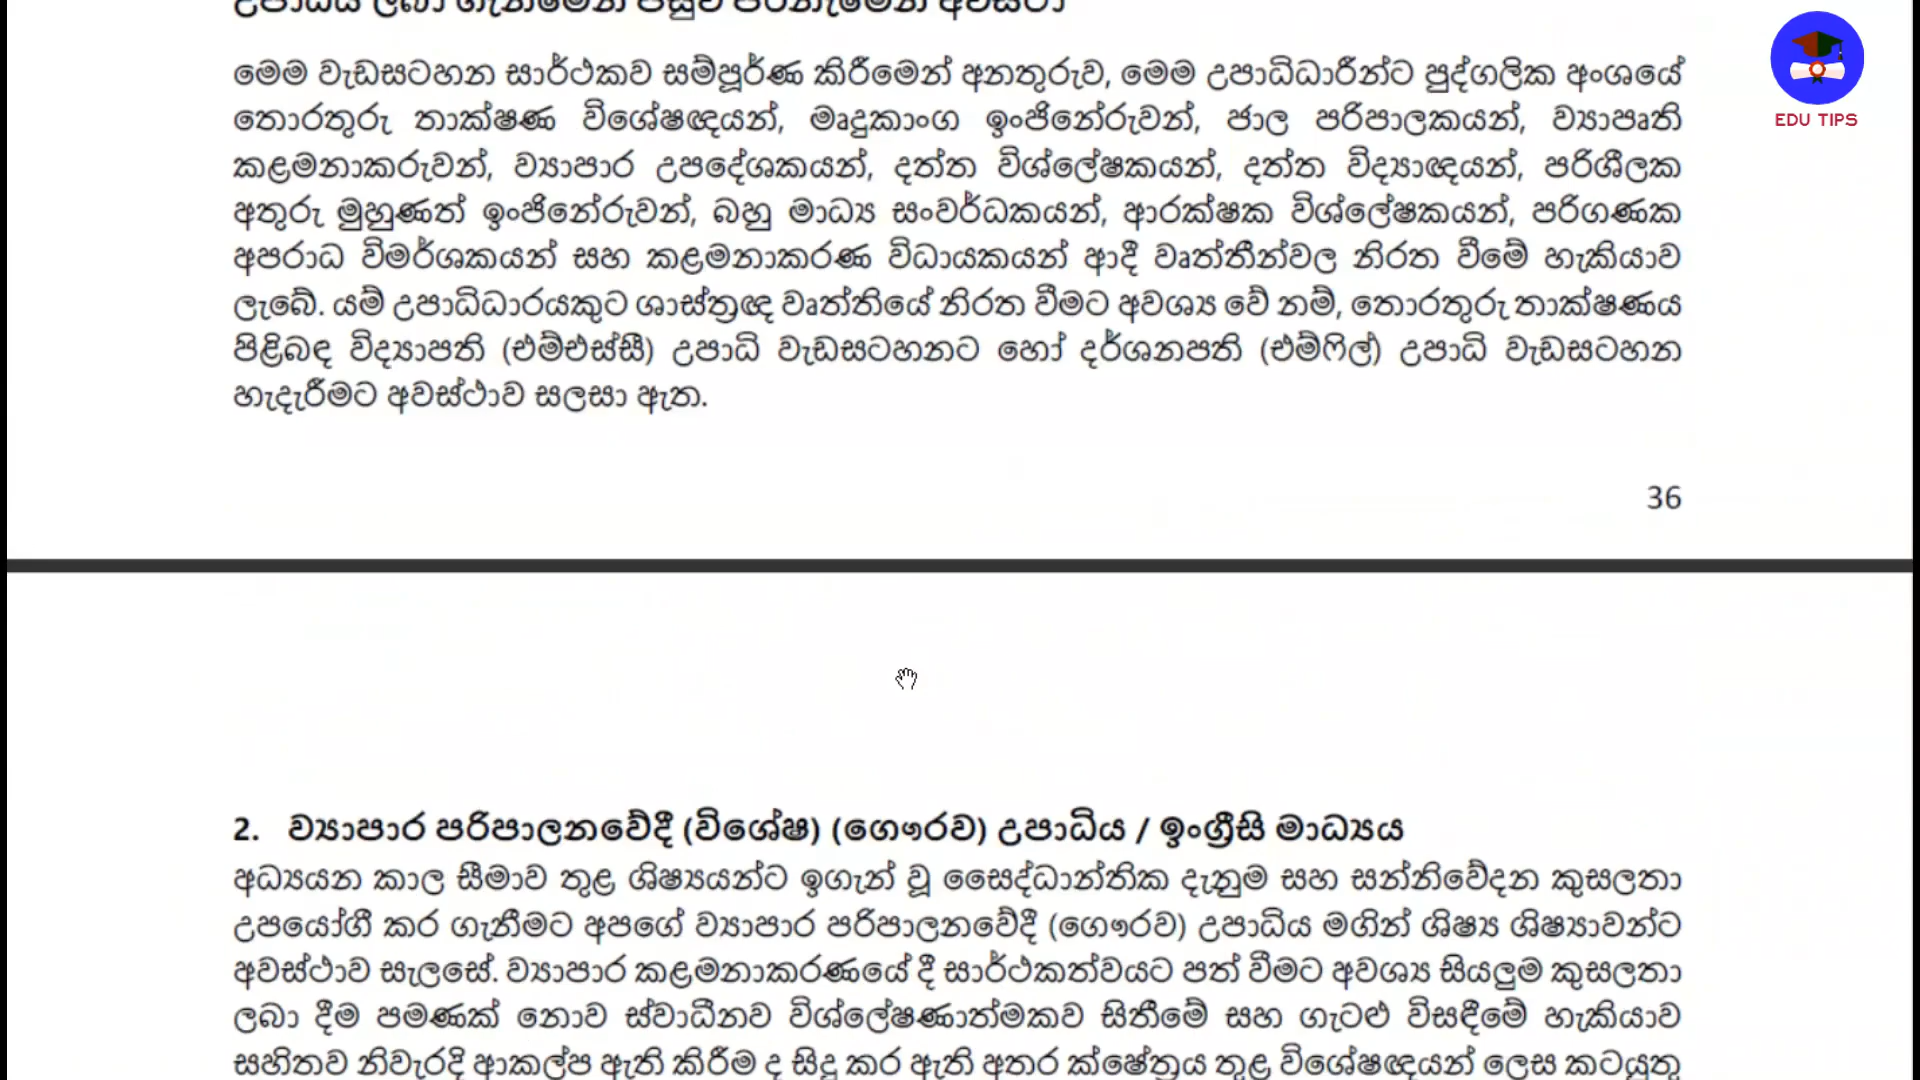 උපාධිය ලබා ගැනීමෙන් පසුව පිරිනැමෙන අවස්ථා
මෙම වැඩසටහන සාර්ථකව සම්පූර්ණ කිරීමෙන් අනතුරුව, මෙම උපාධිධාරීන්ට පුද්ගලික අංශයේ
තොරතුරු තාක්ෂණ විශේෂඥයන්, මෘදුකාංග ඉංජිනේරුවන්, ජාල පරිපාලකයන්, ව්‍යාපෘති
කළමනාකරුවන්, ව්‍යාපාර උපදේශකයන්, දත්ත විශ්ලේෂකයන්, දත්ත විද්‍යාඥයන්, පරිශීලක
අතුරු මුහුණත් ඉංජිනේරුවන්, බහු මාධ්‍ය සංවර්ධකයන්, ආරක්ෂක විශ්ලේෂකයන්, පරිගණක
අපරාධ විමර්ශකයන් සහ කළමනාකරණ විධායකයන් ආදී වෘත්තීන්වල නිරත වීමේ හැකියාව
ලැබේ. යම් උපාධිධාරයකුට ශාස්ත්‍රඥ වෘත්තියේ නිරත වීමට අවශ්‍ය වේ නම්, තොරතුරු තාක්ෂණය
පිළිබඳ විද්‍යාපති (එම්එස්සී) උපාධි වැඩසටහනට හෝ දර්ශනපති (එම්ෆිල්) උපාධි වැඩසටහන
හැදෑරීමට අවස්ථාව සලසා ඇත.
36
2. ව්‍යාපාර පරිපාලනවේදී (විශේෂ) (ගෞරව) උපාධිය / ඉංග්‍රීසි මාධ්‍යය
අධ්‍යයන කාල සීමාව තුළ ශිෂ්‍යයන්ට ඉගැන් වූ සෛද්ධාන්තික දැනුම සහ සන්නිවේදන කුසලතා
උපයෝගී කර ගැනීමට අපගේ ව්‍යාපාර පරිපාලනවේදී (ගෞරව) උපාධිය මගින් ශිෂ්‍ය ශිෂ්‍යාවන්ට
අවස්ථාව සැලසේ. ව්‍යාපාර කළමනාකරණයේ දී සාර්ථකත්වයට පත් වීමට අවශ්‍ය සියලුම කුසලතා
ලබා දීම පමණක් නොව ස්වාධීනව විශ්ලේෂණාත්මකව සිතීමේ සහ ගැටළු විසඳීමේ හැකියාව
සහිතව නිවැරදි ආකල්ප ඇති කිරීම ද සිදු කර ඇති අතර ක්ෂේත්‍රය තුළ විශේෂඥයන් ලෙස කටයුතු
EDU TIPS